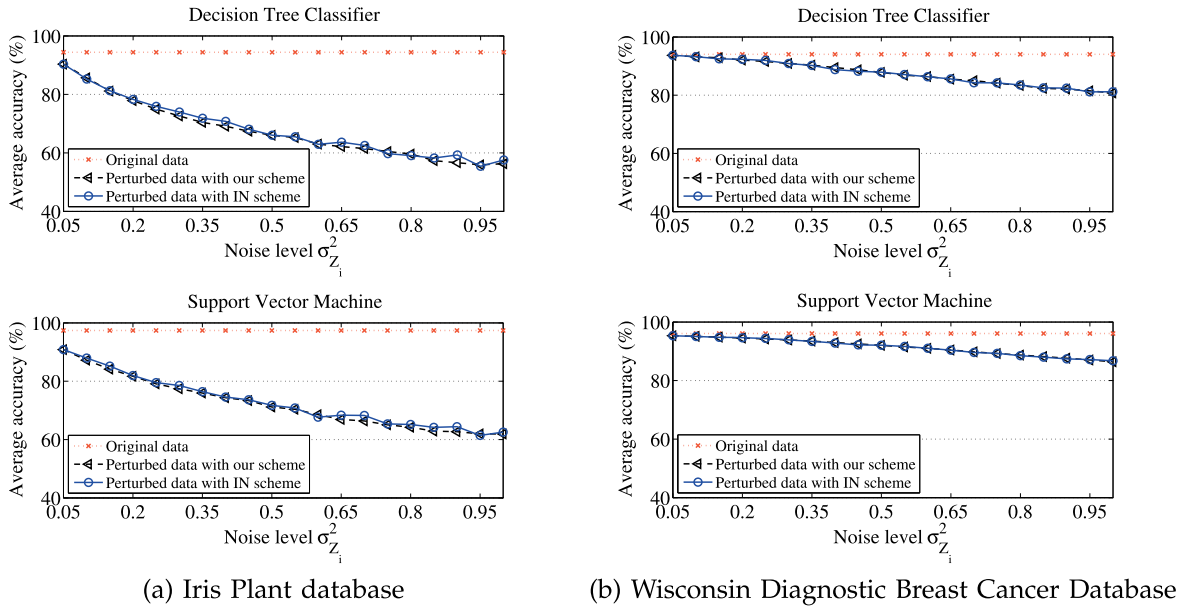 Decision Tree Classifier
Average accuracy (%)
100
80
60
40
Original data
Perturbed data with our scheme
Perturbed data with IN scheme
0.05 0.2 0.35 0.5 0.65 0.8 0.95
Noise level σ²Zi
Support Vector Machine
Average accuracy (%)
100
80
60
40
Original data
Perturbed data with our scheme
Perturbed data with IN scheme
0.05 0.2 0.35 0.5 0.65 0.8 0.95
Noise level σ²Zi
(a) Iris Plant database
Decision Tree Classifier
Average accuracy (%)
100
80
60
40
Original data
Perturbed data with our scheme
Perturbed data with IN scheme
0.05 0.2 0.35 0.5 0.65 0.8 0.95
Noise level σ²Zi
Support Vector Machine
Average accuracy (%)
100
80
60
40
Original data
Perturbed data with our scheme
Perturbed data with IN scheme
0.05 0.2 0.35 0.5 0.65 0.8 0.95
Noise level σ²Zi
(b) Wisconsin Diagnostic Breast Cancer Database